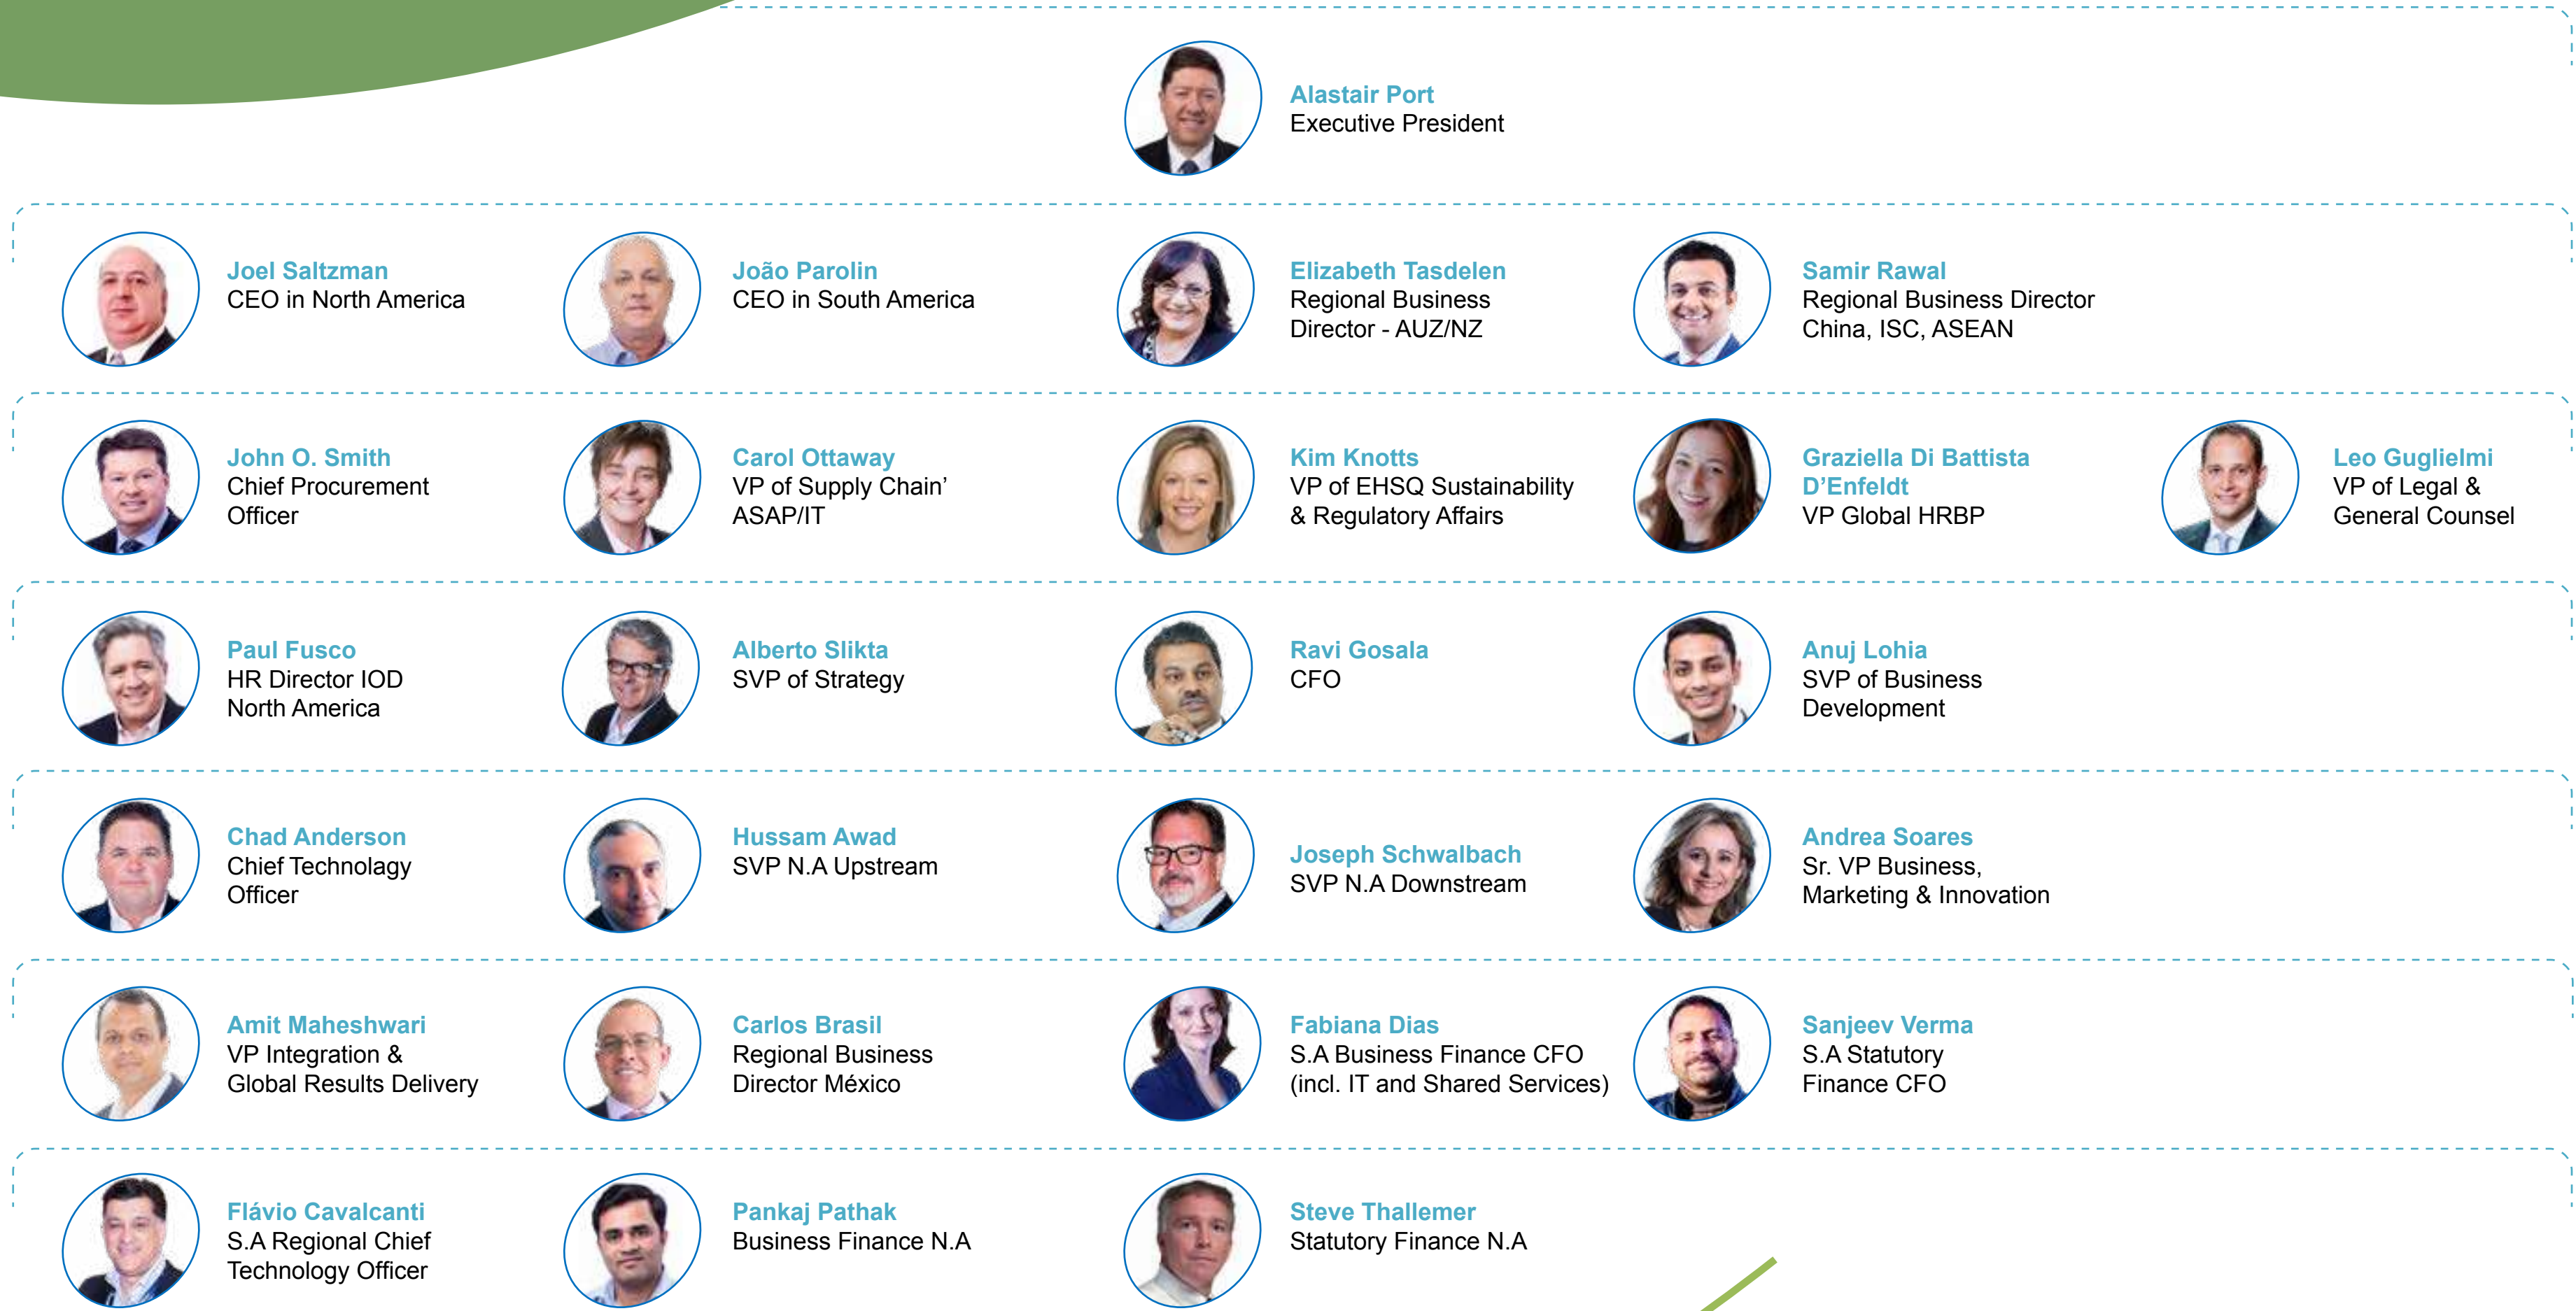 Alastair Port
Executive President
Joel Saltzman
CEO in North America
João Parolin
CEO in South America
Elizabeth Tasdelen
Regional Business
Director - AUZ/NZ
Samir Rawal
Regional Business Director
China, ISC, ASEAN
John O. Smith
Chief Procurement
Officer
Carol Ottaway
VP of Supply Chain’
ASAP/IT
Kim Knotts
VP of EHSQ Sustainability
& Regulatory Affairs
Graziella Di Battista
D’Enfeldt
VP Global HRBP
Leo Guglielmi
VP of Legal &
General Counsel
Paul Fusco
HR Director IOD
North America
Alberto Slikta
SVP of Strategy
Ravi Gosala
CFO
Anuj Lohia
SVP of Business
Development
Chad Anderson
Chief Technolagy
Officer
Hussam Awad
SVP N.A Upstream
Joseph Schwalbach
SVP N.A Downstream
Andrea Soares
Sr. VP Business,
Marketing & Innovation
Amit Maheshwari
VP Integration &
Global Results Delivery
Carlos Brasil
Regional Business
Director México
Fabiana Dias
S.A Business Finance CFO
(incl. IT and Shared Services)
Sanjeev Verma
S.A Statutory
Finance CFO
Flávio Cavalcanti
S.A Regional Chief
Technology Officer
Pankaj Pathak
Business Finance N.A
Steve Thallemer
Statutory Finance N.A